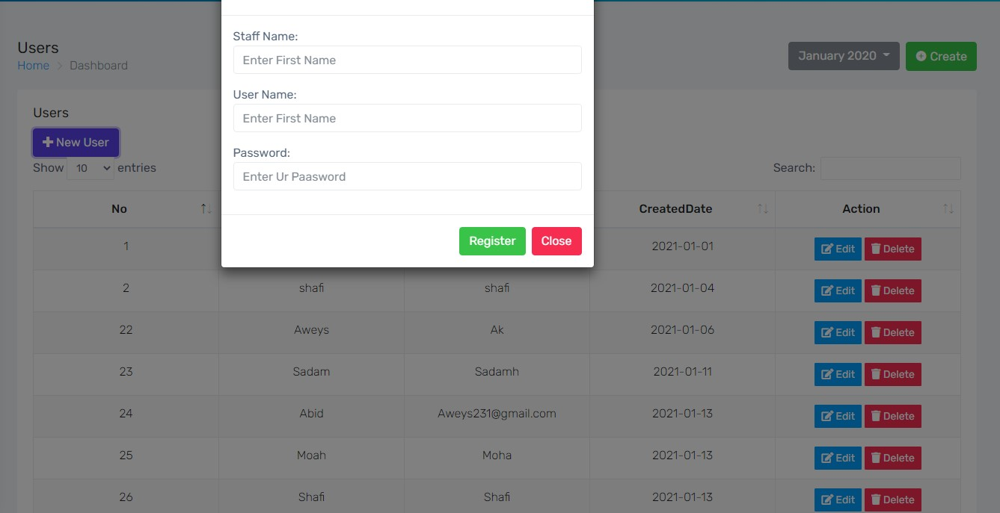 Staff Name:
Enter First Name
User Name:
Enter First Name
Password:
Enter Ur Paasword
Register Close
Users
Home > Dashboard
January 2020 Create
Users
New User
Show 10 entries Search:
No CreatedDate Action
1 2021-01-01 Edit Delete
2 shafi shafi 2021-01-04 Edit Delete
22 Aweys Ak 2021-01-06 Edit Delete
23 Sadam Sadamh 2021-01-11 Edit Delete
24 Abid Aweys231@gmail.com 2021-01-13 Edit Delete
25 Moah Moha 2021-01-13 Edit Delete
26 Shafi Shafi 2021-01-13 Edit Delete